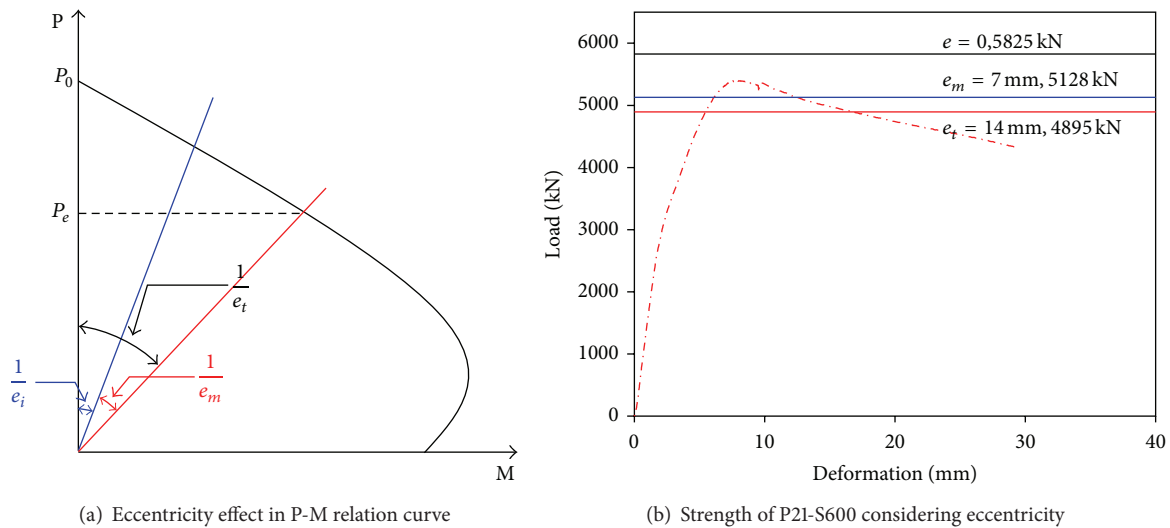 P
P₀
Pₑ
1
eₜ
1
eᵢ
1
eₘ
M
(a) Eccentricity effect in P-M relation curve
6000
5000
4000
3000
2000
1000
0
Load (kN)
e = 0,5825 kN
eₘ = 7 mm, 5128 kN
eₜ = 14 mm, 4895 kN
0
10
20
30
40
Deformation (mm)
(b) Strength of P21-S600 considering eccentricity